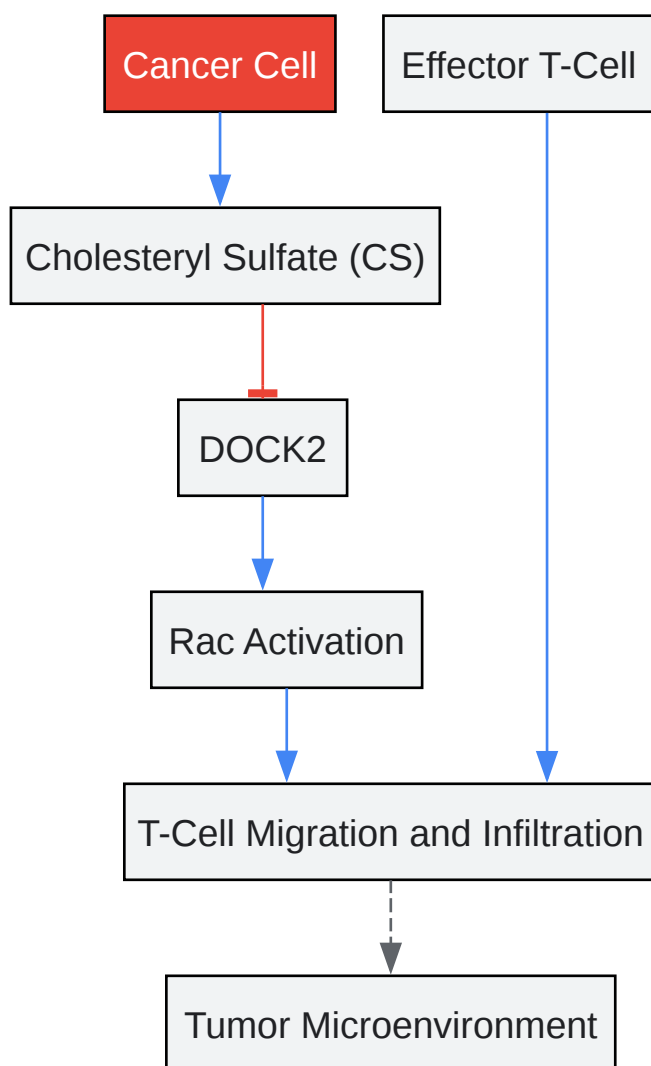 Cancer Cell
Effector T-Cell
Cholesteryl Sulfate (CS)
DOCK2
Rac Activation
T-Cell Migration and Infiltration
Tumor Microenvironment